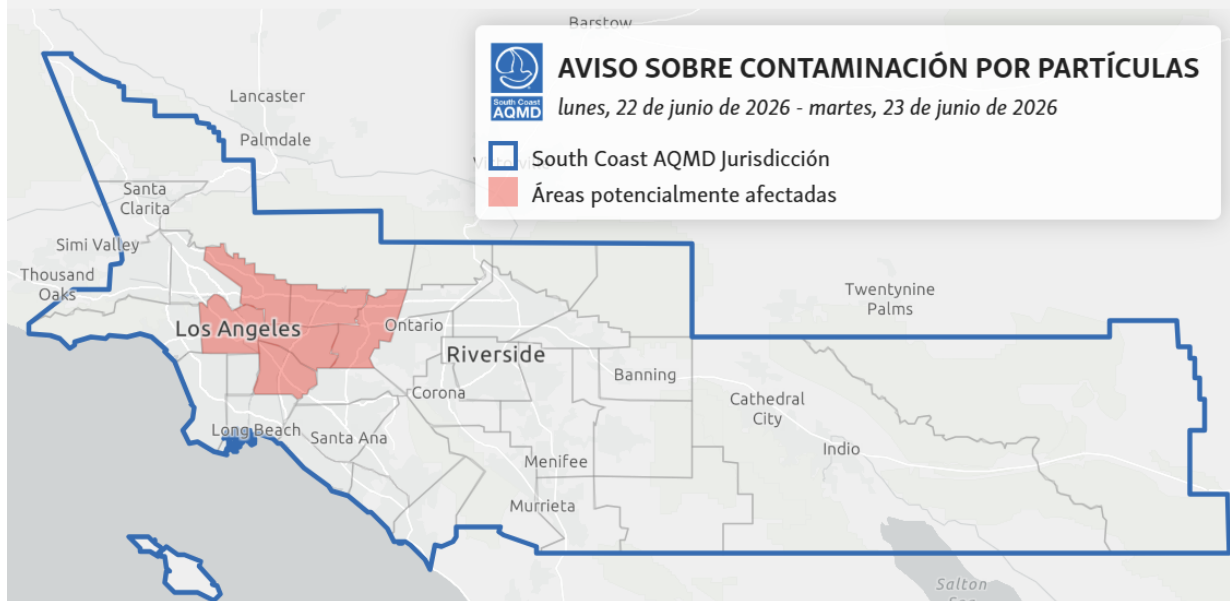 Barstow
AVISO SOBRE CONTAMINACIÓN POR PARTÍCULAS
South Coast
AQMD
lunes, 22 de junio de 2026 - martes, 23 de junio de 2026
South Coast AQMD Jurisdicción
Áreas potencialmente afectadas
Lancaster
Palmdale
Santa
Clarita
Simi Valley
Thousand
Oaks
Twentynine
Palms
Los Angeles
Ontario
Riverside
Banning
Corona
Cathedral
City
Long Beach
Santa Ana
Indio
Menifee
Murrieta
Salton